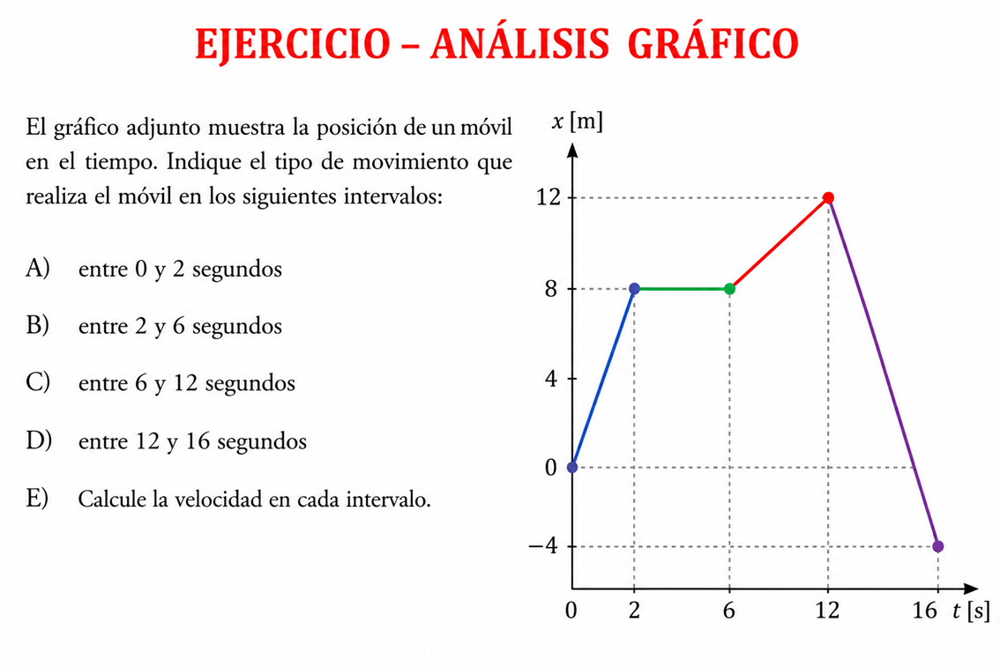 EJERCICIO – ANÁLISIS GRÁFICO
El gráfico adjunto muestra la posición de un móvil
en el tiempo. Indique el tipo de movimiento que
realiza el móvil en los siguientes intervalos:
A) entre 0 y 2 segundos
B) entre 2 y 6 segundos
C) entre 6 y 12 segundos
D) entre 12 y 16 segundos
E) Calcule la velocidad en cada intervalo.
x [m]
12
8
4
0
−4
0 2 6 12 16 t [s]